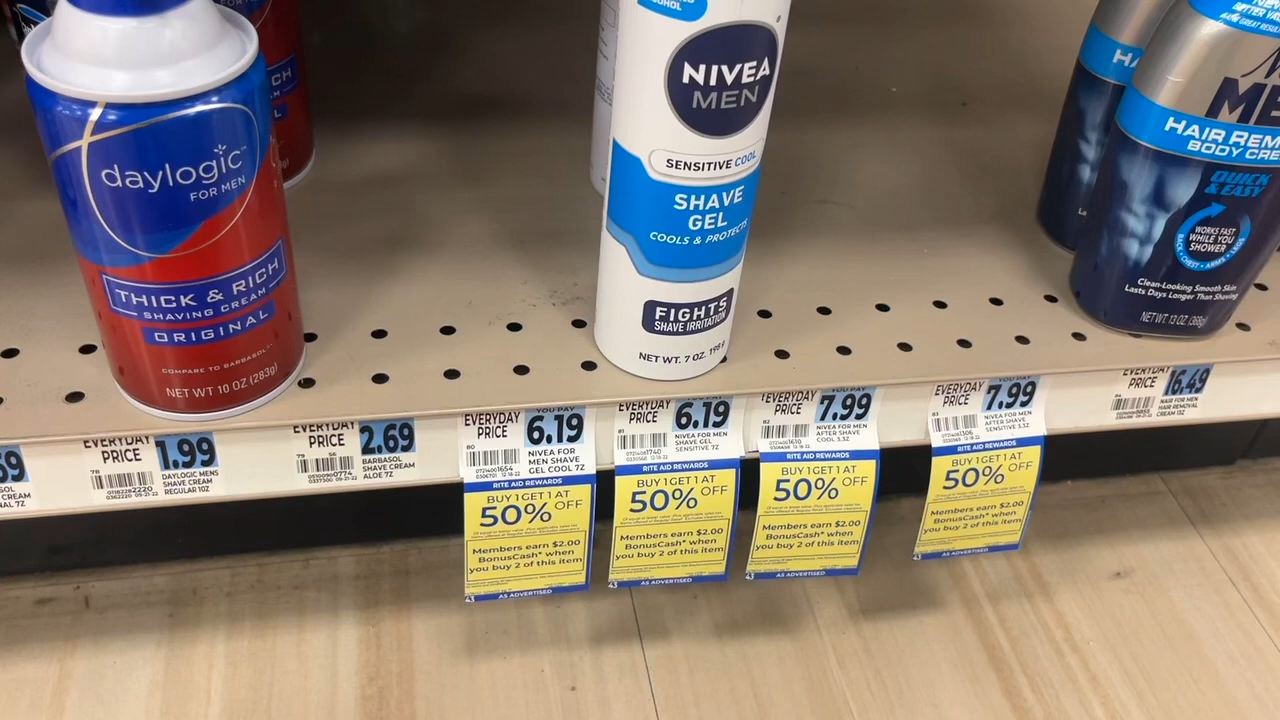 daylogic
FOR MEN
THICK & RICH
SHAVING CREAM
ORIGINAL
COMPARE TO BARBASOL
NET WT 10 OZ (283g)
NIVEA
MEN
SENSITIVE COOL
SHAVE
GEL
COOLS & PROTECTS
FIGHTS
SHAVE IRRITATION
NET WT. 7 OZ. 198 g
HAIR REM
BODY CRE
QUICK
& EASY
WORKS FAST
WHILE YOU
SHOWER
BACK • CHEST • ARMS • LEGS
Clean-Looking Smooth Skin
Lasts Days Longer Than Shaving
NET WT. 13 OZ (368g)
EVERYDAY
PRICE
1.99
DAYLOGIC MENS
SHAVE CREAM
REGULAR 10Z
EVERYDAY
PRICE
2.69
BARBASOL
SHAVE CREAM
ALOE 7Z
EVERYDAY
PRICE
YOU PAY
6.19
NIVEA FOR
MEN SHAVE
GEL COOL 7Z
RITE AID REWARDS
BUY 1 GET 1 AT
50% OFF
Members earn $2.00
BonusCash* when
you buy 2 of this item
43
AS ADVERTISED
EVERYDAY
PRICE
6.19
NIVEA FOR MEN
SHAVE GEL
SENSITIVE 7Z
RITE AID REWARDS
BUY 1 GET 1 AT
50% OFF
Members earn $2.00
BonusCash* when
you buy 2 of this item
43
AS ADVERTISED
EVERYDAY
PRICE
YOU PAY
7.99
NIVEA FOR MEN
AFTER SHAVE
COOL 3.3Z
RITE AID REWARDS
BUY 1 GET 1 AT
50% OFF
Members earn $2.00
BonusCash* when
you buy 2 of this item
43
AS ADVERTISED
EVERYDAY
PRICE
7.99
NIVEA FOR MEN
AFTER SHAVE
SENSITIVE 3.3Z
RITE AID REWARDS
BUY 1 GET 1 AT
50% OFF
Members earn $2.00
BonusCash* when
you buy 2 of this item
43
AS ADVERTISED
EVERYDAY
PRICE
16.49
NAIR FOR MEN
HAIR REMOVAL
CREAM 13Z